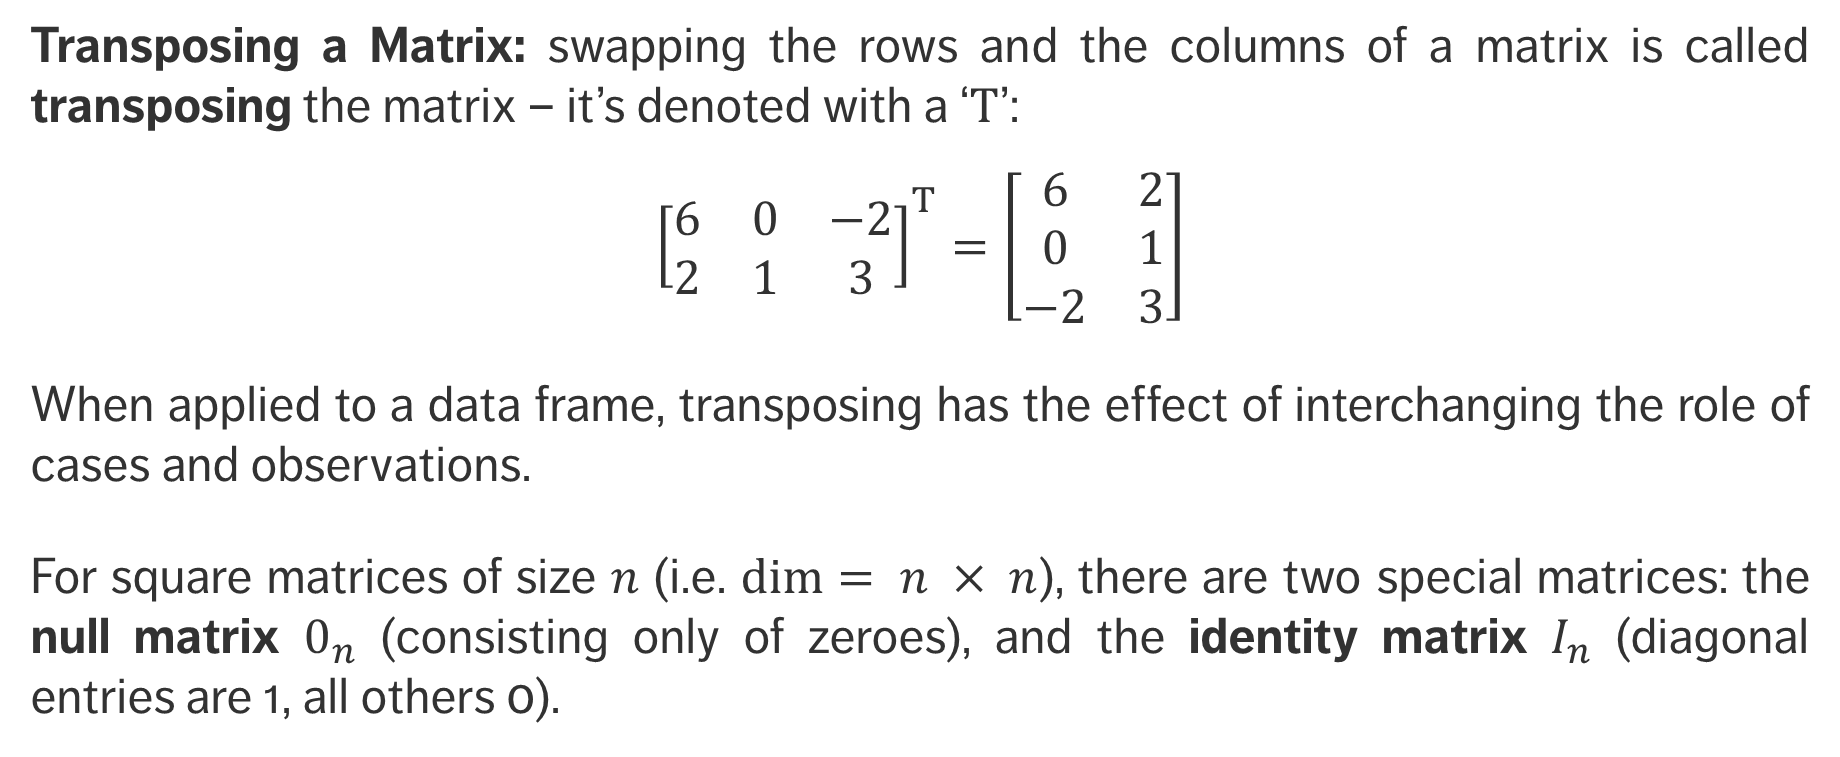 Transposing a Matrix: swapping the rows and the columns of a matrix is called
transposing the matrix – it's denoted with a ‘T’:
[6 0 −2
2 1 3]ᵀ = [6 2
0 1
−2 3]
When applied to a data frame, transposing has the effect of interchanging the role of
cases and observations.
For square matrices of size n (i.e. dim = n × n), there are two special matrices: the
null matrix 0ₙ (consisting only of zeroes), and the identity matrix Iₙ (diagonal
entries are 1, all others 0).